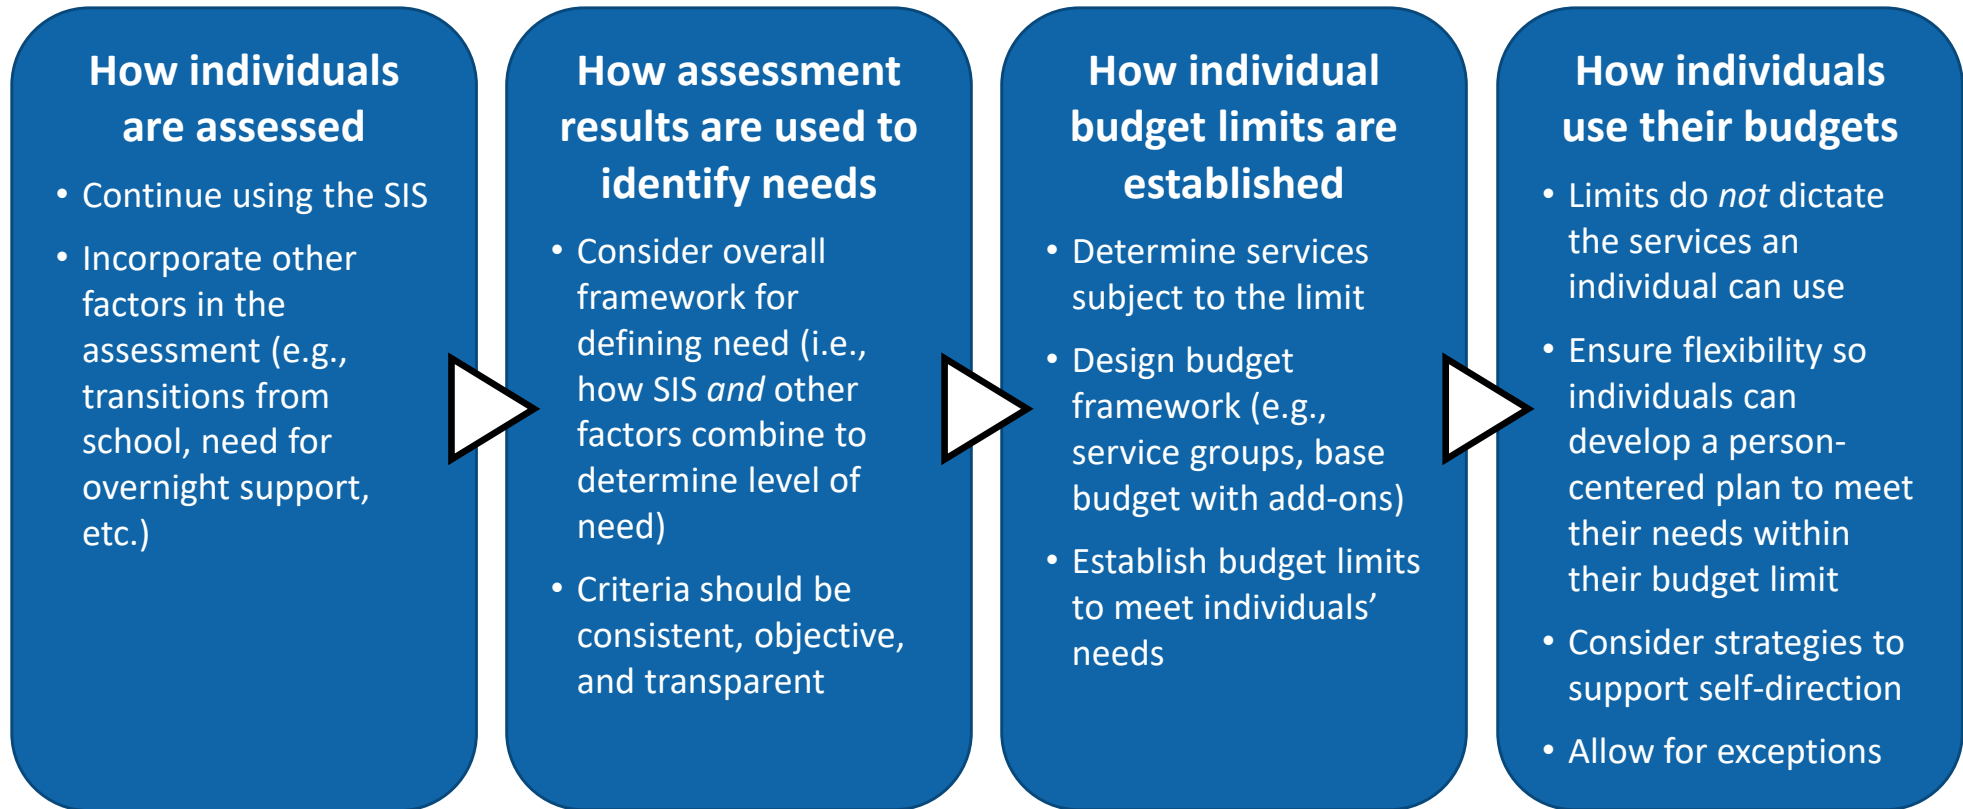 How individuals
are assessed
• Continue using the SIS
• Incorporate other
factors in the
assessment (e.g.,
transitions from
school, need for
overnight support,
etc.)
How assessment
results are used to
identify needs
• Consider overall
framework for
defining need (i.e.,
how SIS and other
factors combine to
determine level of
need)
• Criteria should be
consistent, objective,
and transparent
How individual
budget limits are
established
• Determine services
subject to the limit
• Design budget
framework (e.g.,
service groups, base
budget with add-ons)
• Establish budget limits
to meet individuals’
needs
How individuals
use their budgets
• Limits do not dictate
the services an
individual can use
• Ensure flexibility so
individuals can
develop a person-
centered plan to meet
their needs within
their budget limit
• Consider strategies to
support self-direction
• Allow for exceptions